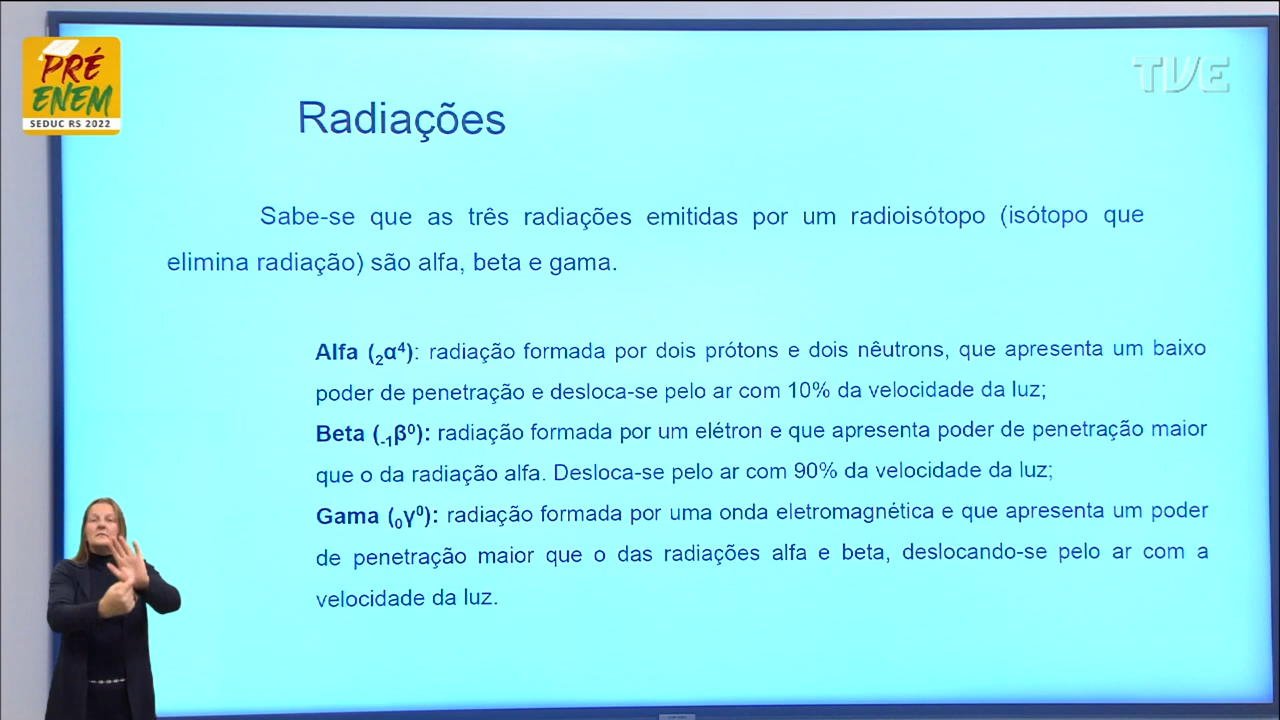 PRÉ
ENEM
SEDUC RS 2022
TVE
Radiações
Sabe-se que as três radiações emitidas por um radioisótopo (isótopo que
elimina radiação) são alfa, beta e gama.
Alfa (₂α⁴): radiação formada por dois prótons e dois nêutrons, que apresenta um baixo
poder de penetração e desloca-se pelo ar com 10% da velocidade da luz;
Beta (₋₁β⁰): radiação formada por um elétron e que apresenta poder de penetração maior
que o da radiação alfa. Desloca-se pelo ar com 90% da velocidade da luz;
Gama (₀γ⁰): radiação formada por uma onda eletromagnética e que apresenta um poder
de penetração maior que o das radiações alfa e beta, deslocando-se pelo ar com a
velocidade da luz.